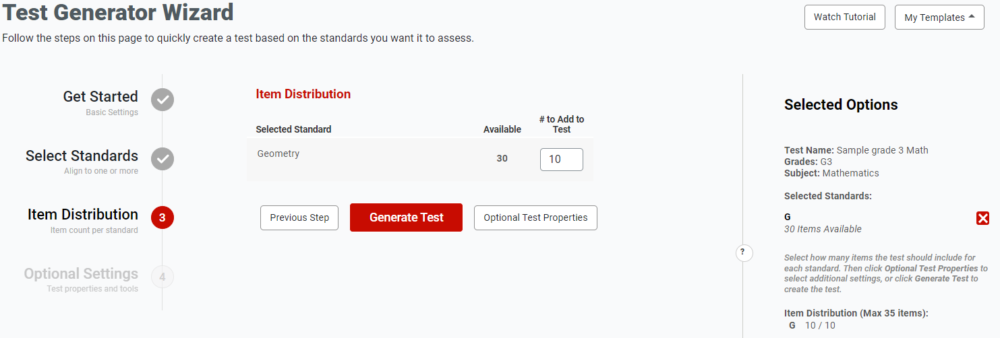 Test Generator Wizard
Watch Tutorial
My Templates
Follow the steps on this page to quickly create a test based on the standards you want it to assess.
Get Started
Basic Settings
Select Standards
Align to one or more
Item Distribution
3
Item count per standard
Optional Settings
4
Test properties and tools
Item Distribution
Selected Standard
Available
# to Add to
Test
Geometry
30
10
Previous Step
Generate Test
Optional Test Properties
?
Selected Options
Test Name: Sample grade 3 Math
Grades: G3
Subject: Mathematics
Selected Standards:
G
30 Items Available
Select how many items the test should include for
each standard. Then click Optional Test Properties to
select additional settings, or click Generate Test to
create the test.
Item Distribution (Max 35 items):
G 10 / 10